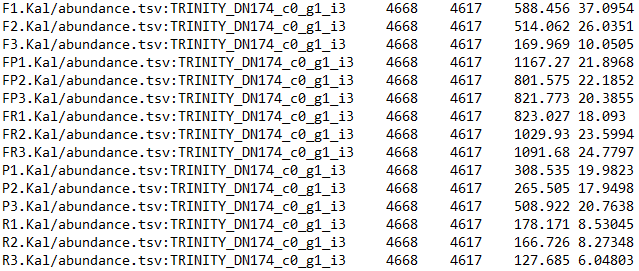 F1.Kal/abundance.tsv:TRINITY_DN174_c0_g1_i3 4668 4617 588.456 37.0954
F2.Kal/abundance.tsv:TRINITY_DN174_c0_g1_i3 4668 4617 514.062 26.0351
F3.Kal/abundance.tsv:TRINITY_DN174_c0_g1_i3 4668 4617 169.969 10.0505
FP1.Kal/abundance.tsv:TRINITY_DN174_c0_g1_i3 4668 4617 1167.27 21.8968
FP2.Kal/abundance.tsv:TRINITY_DN174_c0_g1_i3 4668 4617 801.575 22.1852
FP3.Kal/abundance.tsv:TRINITY_DN174_c0_g1_i3 4668 4617 821.773 20.3855
FR1.Kal/abundance.tsv:TRINITY_DN174_c0_g1_i3 4668 4617 823.027 18.093
FR2.Kal/abundance.tsv:TRINITY_DN174_c0_g1_i3 4668 4617 1029.93 23.5994
FR3.Kal/abundance.tsv:TRINITY_DN174_c0_g1_i3 4668 4617 1091.68 24.7797
P1.Kal/abundance.tsv:TRINITY_DN174_c0_g1_i3 4668 4617 308.535 19.9823
P2.Kal/abundance.tsv:TRINITY_DN174_c0_g1_i3 4668 4617 265.505 17.9498
P3.Kal/abundance.tsv:TRINITY_DN174_c0_g1_i3 4668 4617 508.922 20.7638
R1.Kal/abundance.tsv:TRINITY_DN174_c0_g1_i3 4668 4617 178.171 8.53045
R2.Kal/abundance.tsv:TRINITY_DN174_c0_g1_i3 4668 4617 166.726 8.27348
R3.Kal/abundance.tsv:TRINITY_DN174_c0_g1_i3 4668 4617 127.685 6.04803